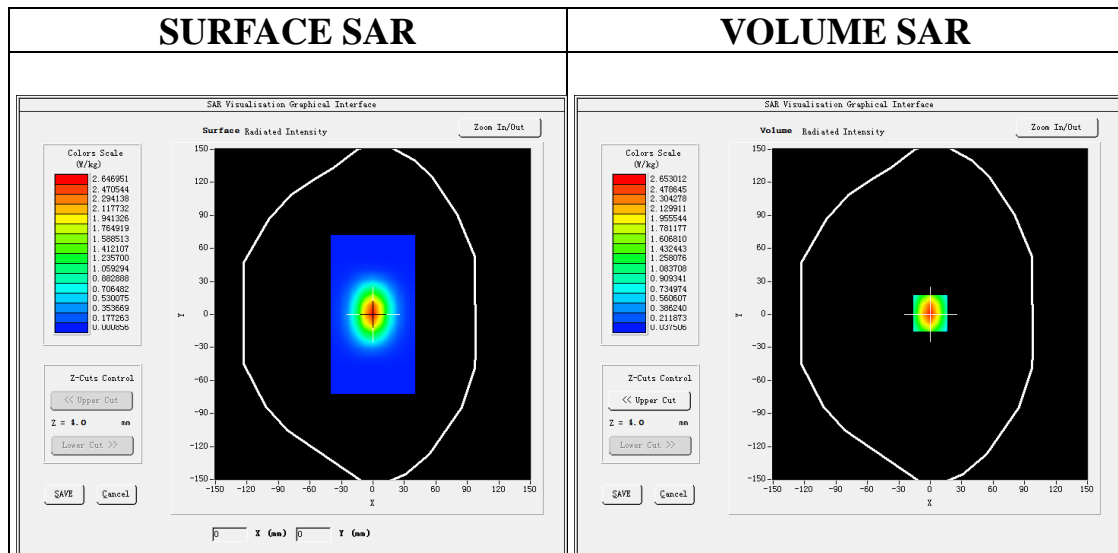 SURFACE SAR
VOLUME SAR
SAR Visualisation Graphical Interface
Surface Radiated Intensity
Zoom In/Out
Colors Scale
(W/kg)
2.646951
2.470544
2.294138
2.117732
1.941326
1.764919
1.588513
1.412107
1.235700
1.059294
0.882888
0.706482
0.530075
0.353669
0.177263
0.000856
Z-Cuts Control
<< Upper Cut
Z = 4.0 mm
Lower Cut >>
SAVE Cancel
150
120
90
60
30
0
-30
-60
-90
-120
-150
Y
-150 -120 -90 -60 -30 0 30 60 90 120 150
X
0 X (mm) 0 Y (mm)
SAR Visualisation Graphical Interface
Volume Radiated Intensity
Zoom In/Out
Colors Scale
(W/kg)
2.653012
2.478645
2.304278
2.129911
1.955544
1.781177
1.606810
1.432443
1.258076
1.083708
0.909341
0.734974
0.560607
0.386240
0.211873
0.037506
Z-Cuts Control
<< Upper Cut
Z = 4.0 mm
Lower Cut >>
SAVE Cancel
150
120
90
60
30
0
-30
-60
-90
-120
-150
Y
-150 -120 -90 -60 -30 0 30 60 90 120 150
X